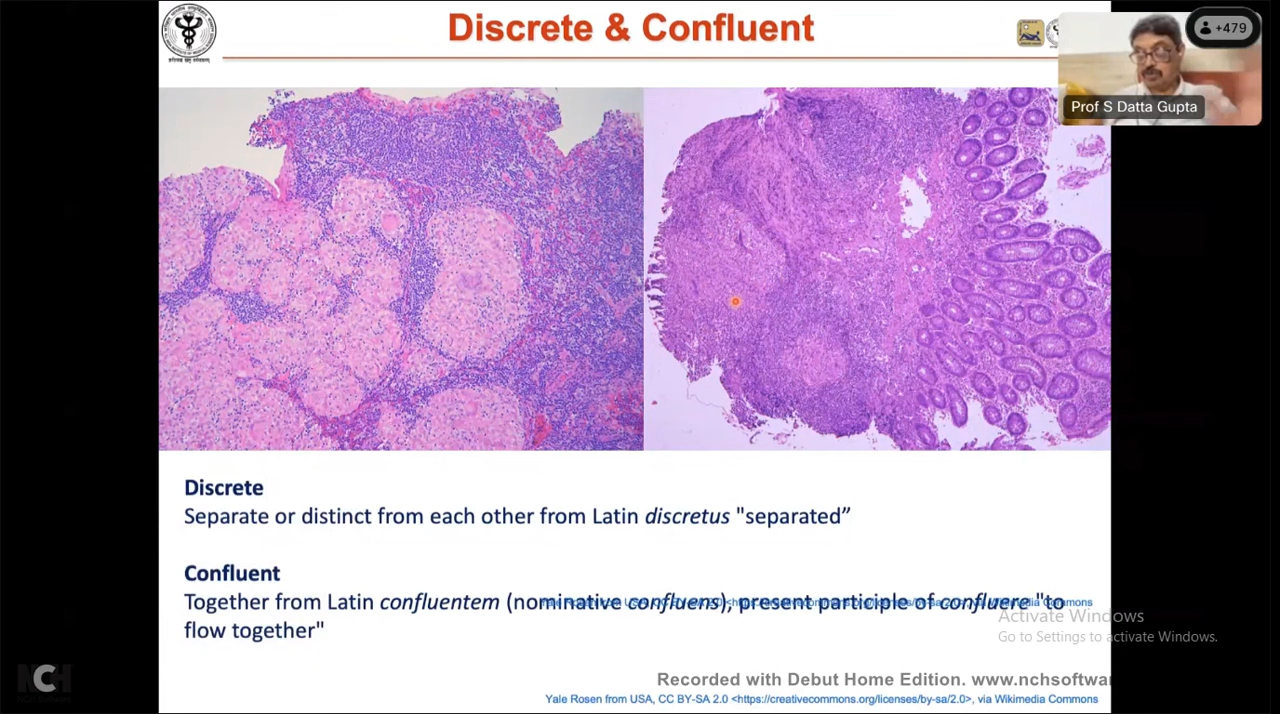 Discrete & Confluent
+479
Prof S Datta Gupta
Discrete
Separate or distinct from each other from Latin discretus "separated”
Confluent
Together from Latin confluentem (nominative confluens), present participle of confluere "to
flow together"
Activate Windows
Go to Settings to activate Windows.
NCH
Recorded with Debut Home Edition. www.nchsoftwar
Yale Rosen from USA, CC BY-SA 2.0 <https://creativecommons.org/licenses/by-sa/2.0>, via Wikimedia Commons